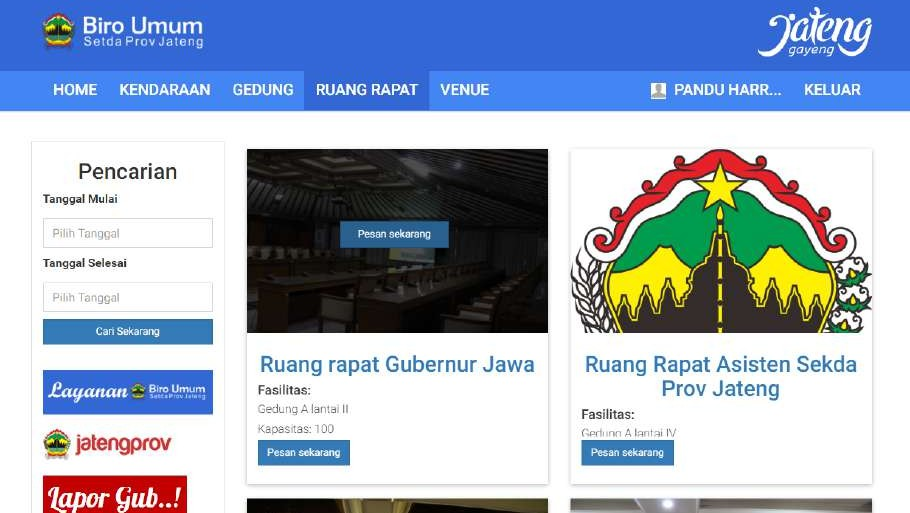 Biro Umum
Setda Prov Jateng
Jateng
gayeng
HOME KENDARAAN GEDUNG RUANG RAPAT VENUE PANDU HARR... KELUAR
Pencarian
Tanggal Mulai
Pilih Tanggal
Tanggal Selesai
Pilih Tanggal
Cari Sekarang
Layanan Biro Umum
Setda Prov Jateng
jatengprov
Lapor Gub..!
Pesan sekarang
Ruang rapat Gubernur Jawa
Fasilitas:
Gedung A lantai II
Kapasitas: 100
Pesan sekarang
Ruang Rapat Asisten Sekda
Prov Jateng
Fasilitas:
Gedung A lantai IV
Pesan sekarang